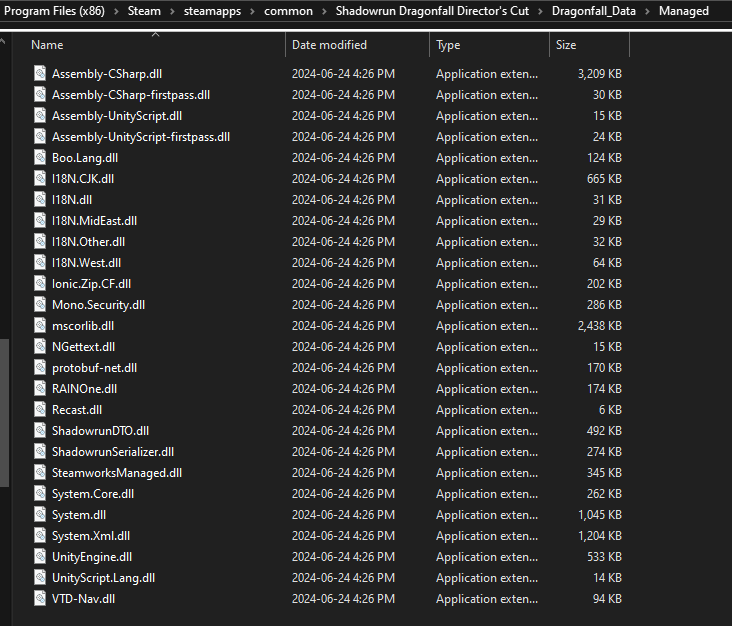 Program Files (x86) > Steam > steamapps > common > Shadowrun Dragonfall Director's Cut > Dragonfall_Data > Managed
Name Date modified Type Size
Assembly-CSharp.dll 2024-06-24 4:26 PM Application exten... 3,209 KB
Assembly-CSharp-firstpass.dll 2024-06-24 4:26 PM Application exten... 30 KB
Assembly-UnityScript.dll 2024-06-24 4:26 PM Application exten... 15 KB
Assembly-UnityScript-firstpass.dll 2024-06-24 4:26 PM Application exten... 24 KB
Boo.Lang.dll 2024-06-24 4:26 PM Application exten... 124 KB
I18N.CJK.dll 2024-06-24 4:26 PM Application exten... 665 KB
I18N.dll 2024-06-24 4:26 PM Application exten... 31 KB
I18N.MidEast.dll 2024-06-24 4:26 PM Application exten... 29 KB
I18N.Other.dll 2024-06-24 4:26 PM Application exten... 32 KB
I18N.West.dll 2024-06-24 4:26 PM Application exten... 64 KB
Ionic.Zip.CF.dll 2024-06-24 4:26 PM Application exten... 202 KB
Mono.Security.dll 2024-06-24 4:26 PM Application exten... 286 KB
mscorlib.dll 2024-06-24 4:26 PM Application exten... 2,438 KB
NGettext.dll 2024-06-24 4:26 PM Application exten... 15 KB
protobuf-net.dll 2024-06-24 4:26 PM Application exten... 170 KB
RAINOne.dll 2024-06-24 4:26 PM Application exten... 174 KB
Recast.dll 2024-06-24 4:26 PM Application exten... 6 KB
ShadowrunDTO.dll 2024-06-24 4:26 PM Application exten... 492 KB
ShadowrunSerializer.dll 2024-06-24 4:26 PM Application exten... 274 KB
SteamworksManaged.dll 2024-06-24 4:26 PM Application exten... 345 KB
System.Core.dll 2024-06-24 4:26 PM Application exten... 262 KB
System.dll 2024-06-24 4:26 PM Application exten... 1,045 KB
System.Xml.dll 2024-06-24 4:26 PM Application exten... 1,204 KB
UnityEngine.dll 2024-06-24 4:26 PM Application exten... 533 KB
UnityScript.Lang.dll 2024-06-24 4:26 PM Application exten... 14 KB
VTD-Nav.dll 2024-06-24 4:26 PM Application exten... 94 KB